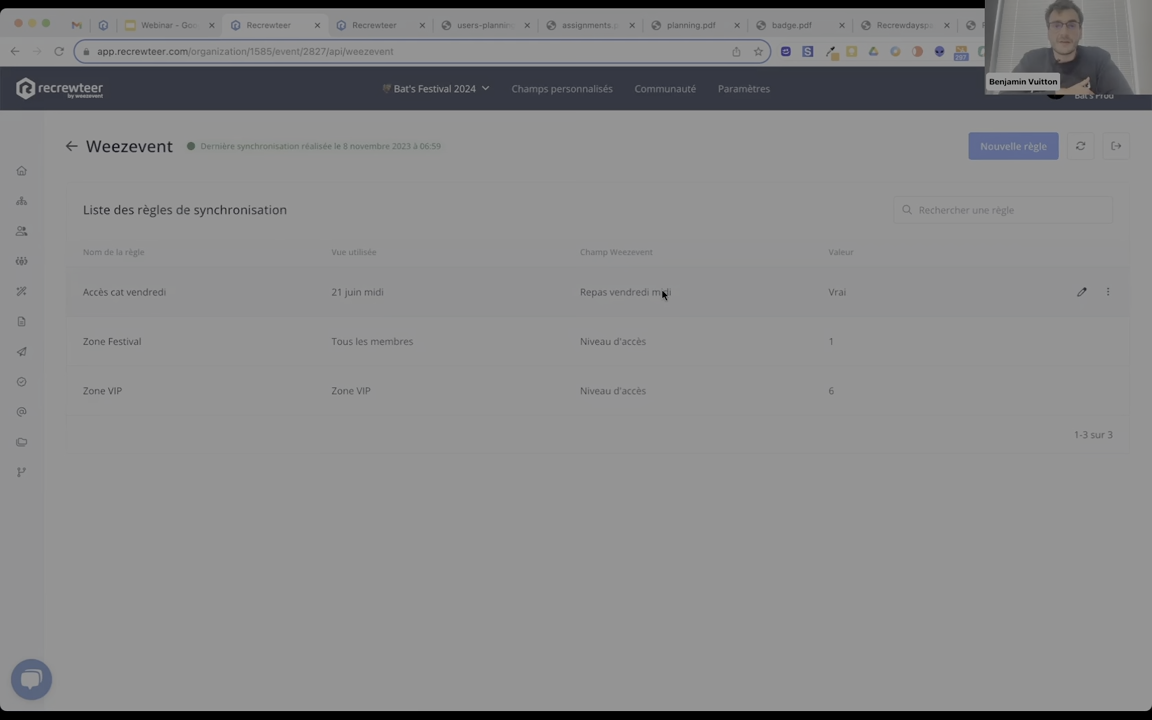 Webinar - Goo
Recrewteer
Recrewteer
users-planning
assignments
planning.pdf
badge.pdf
app.recrewteer.com/organization/1585/event/2827/api/weezevent
Benjamin Vuitton
recrewteer
by weezevent
Bat's Festival 2024
Champs personnalisés
Communauté
Paramètres
Bat's Prod
Weezevent
Dernière synchronisation réalisée le 8 novembre 2023 à 06:59
Nouvelle règle
Liste des règles de synchronisation
Rechercher une règle
Nom de la règle
Vue utilisée
Champ Weezevent
Valeur
Accès cat vendredi
21 juin midi
Repas vendredi midi
Vrai
Zone Festival
Tous les membres
Niveau d'accès
1
Zone VIP
Zone VIP
Niveau d'accès
6
1-3 sur 3